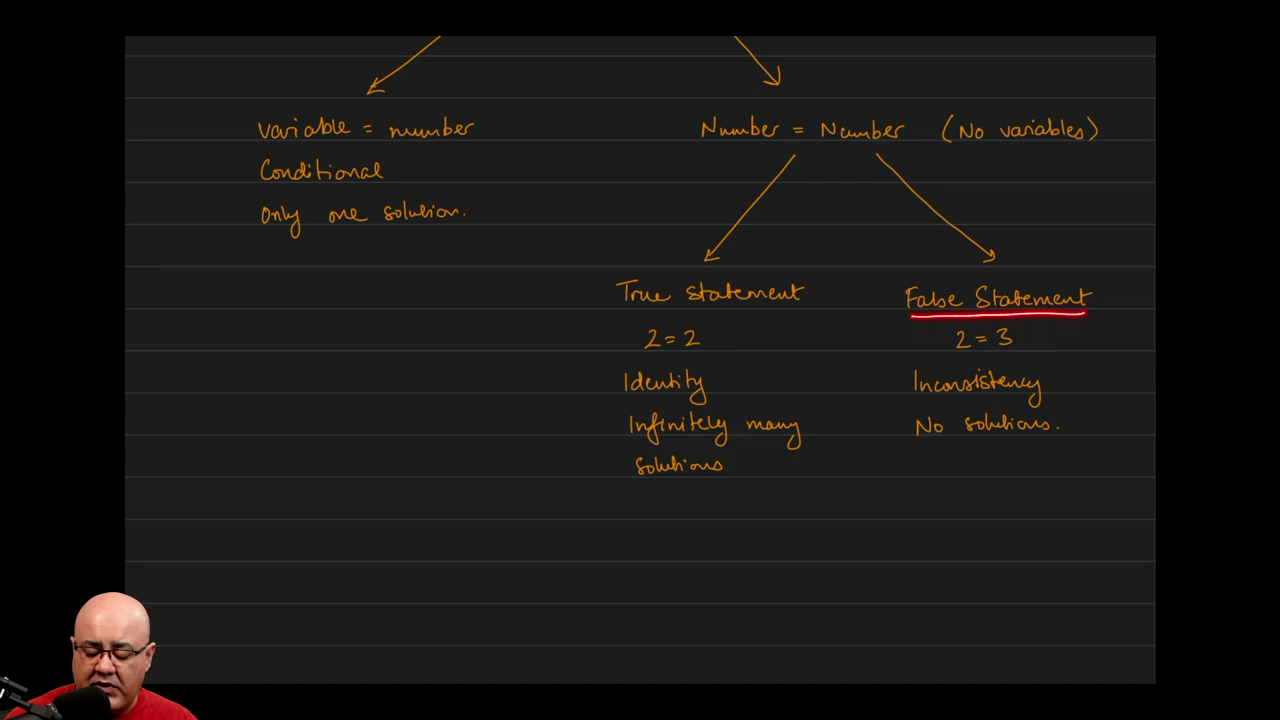 variable = number
Conditional
Only one solution.
Number = Number (No variables)
True statement
2 = 2
Identity
Infinitely many
solutions
False Statement
2 = 3
Inconsistency
No solutions.